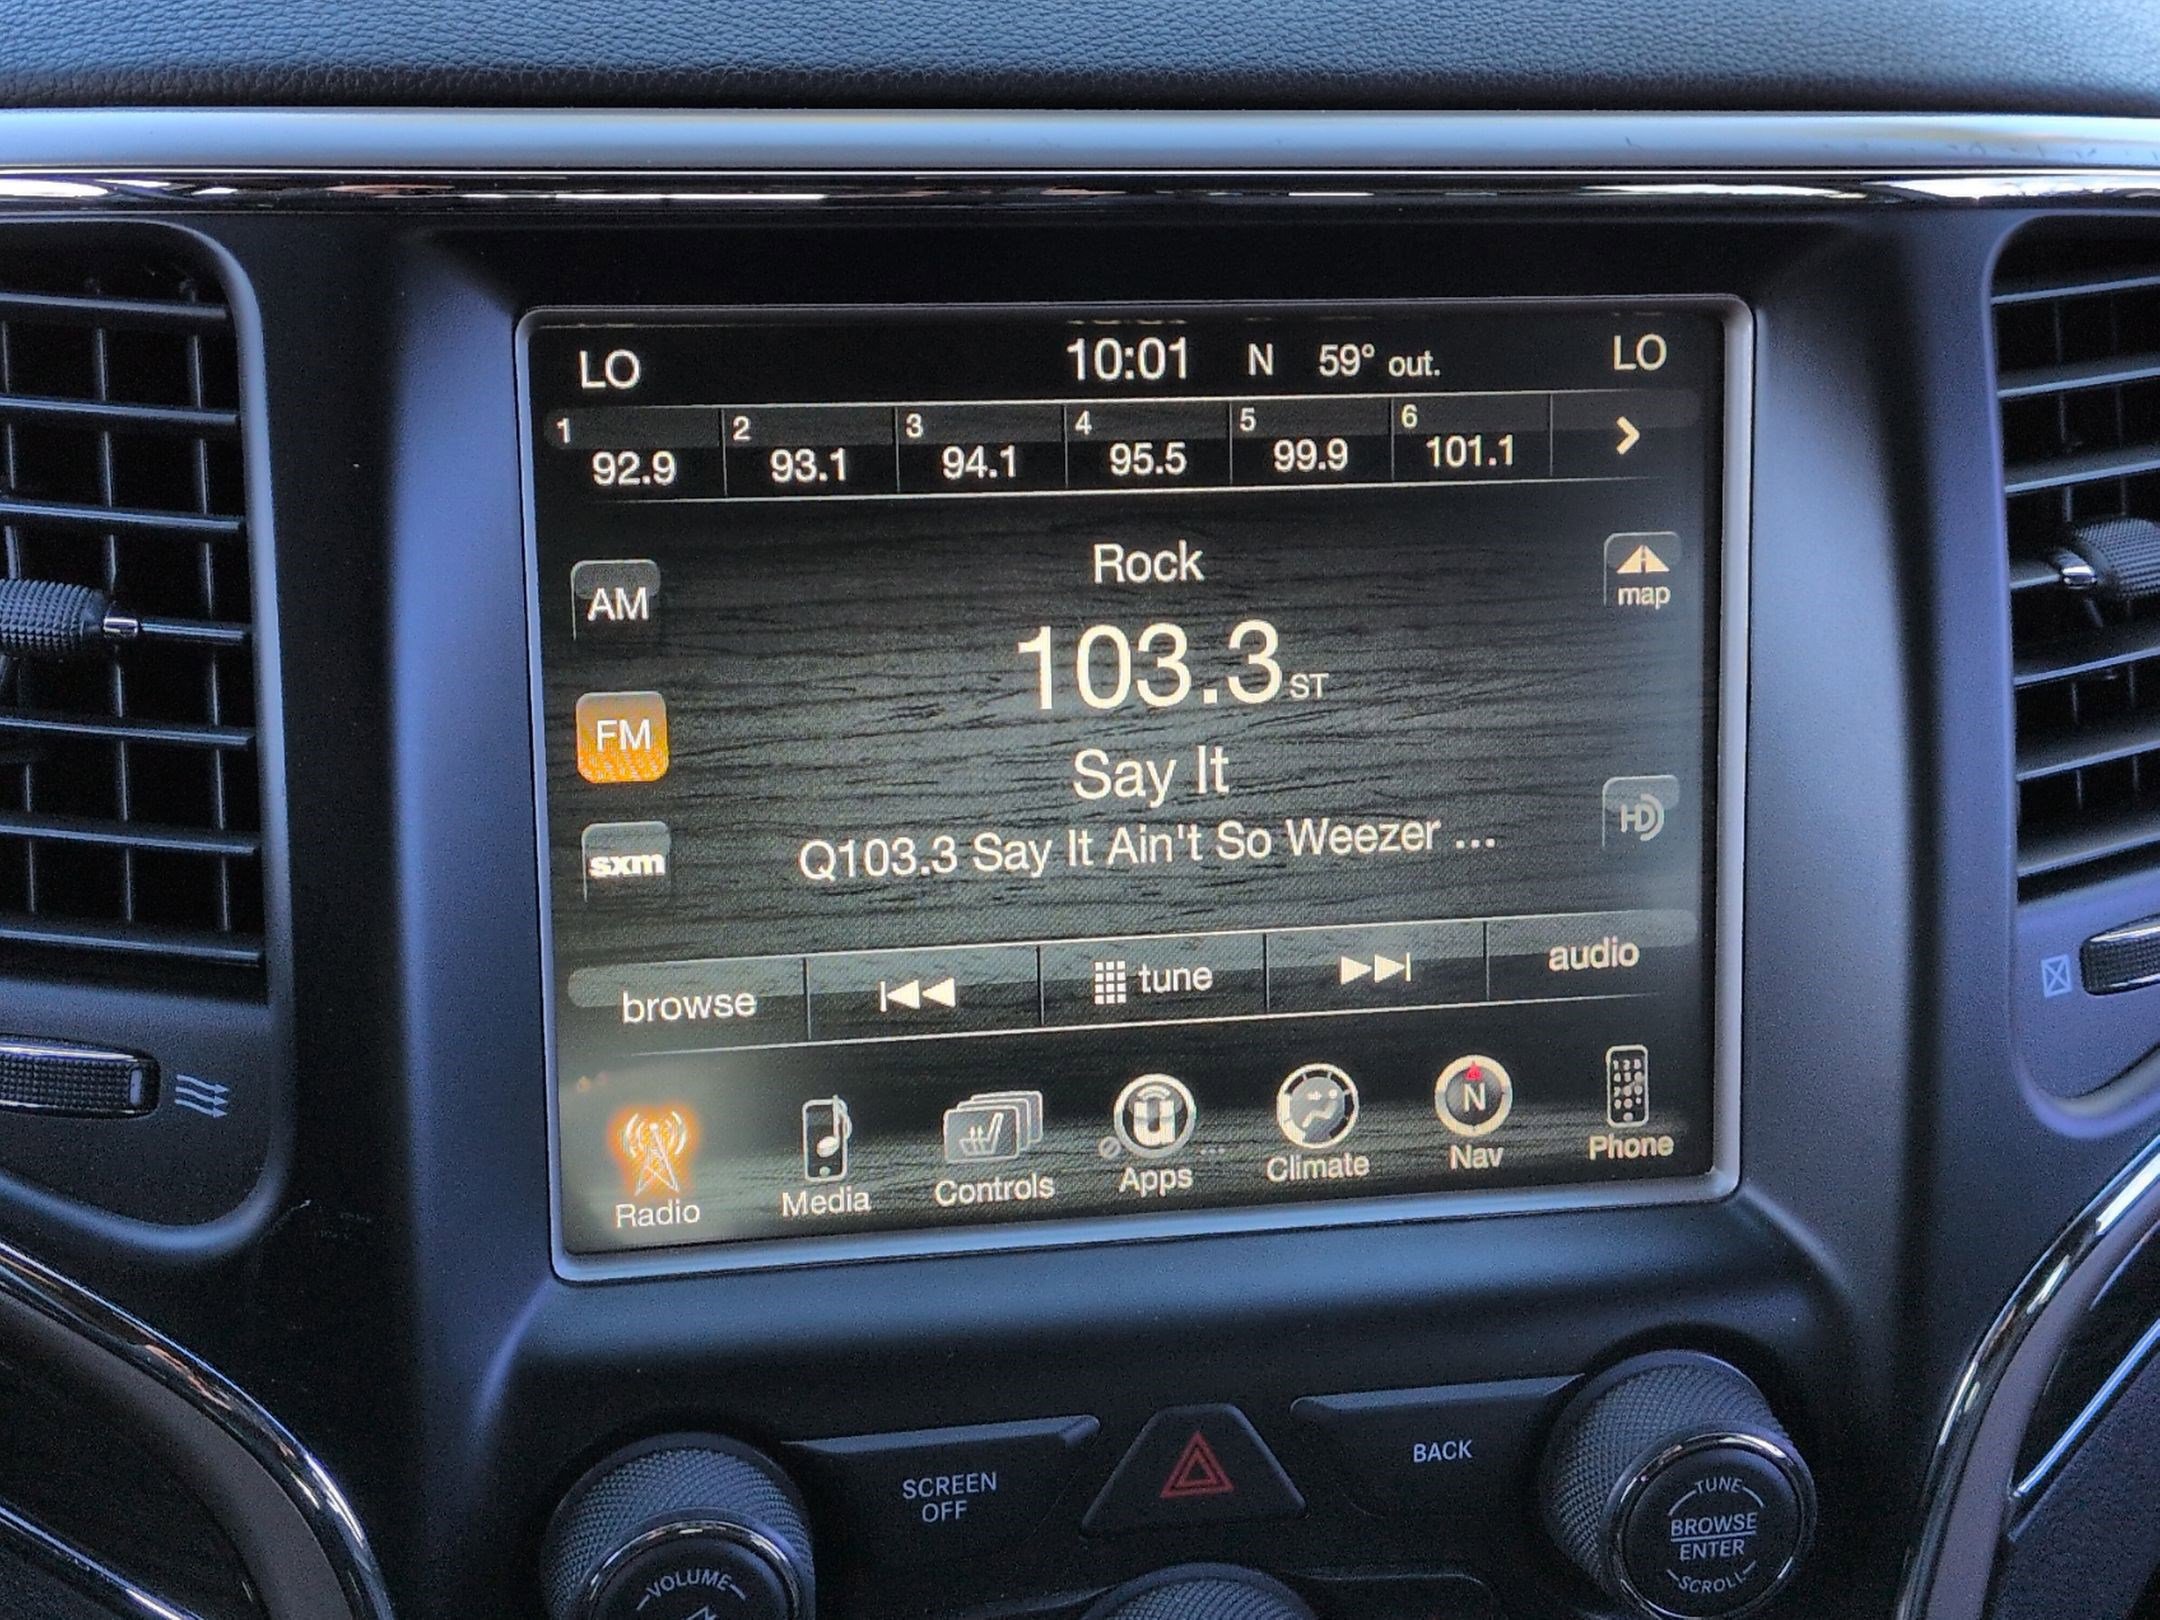 LO 10:01 N 59° out. LO
1 2 3 4 5 6
92.9 93.1 94.1 95.5 99.9 101.1
Rock
AM
map
103.3 ST
FM
Say It
Q103.3 Say It Ain't So Weezer ...
HD
sxm
browse tune audio
N
Radio Media Controls Apps Climate Nav Phone
SCREEN
OFF
BACK
TUNE
BROWSE
ENTER
SCROLL
VOLUME